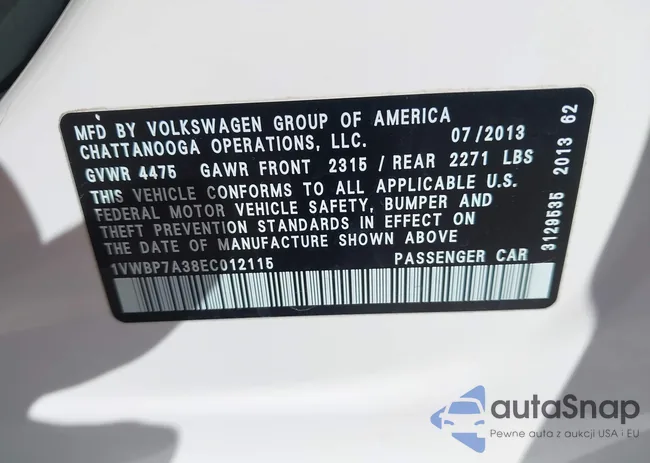 MFD BY VOLKSWAGEN GROUP OF AMERICA
CHATTANOOGA OPERATIONS, LLC. 07/2013
GVWR 4475 GAWR FRONT 2315 / REAR 2271 LBS
THIS VEHICLE CONFORMS TO ALL APPLICABLE U.S.
FEDERAL MOTOR VEHICLE SAFETY, BUMPER AND
THEFT PREVENTION STANDARDS IN EFFECT ON
THE DATE OF MANUFACTURE SHOWN ABOVE
1VWBP7A38EC012115 PASSENGER CAR
3129535 2013 62
autaSnap
Pewne auta z aukcji USA i EU